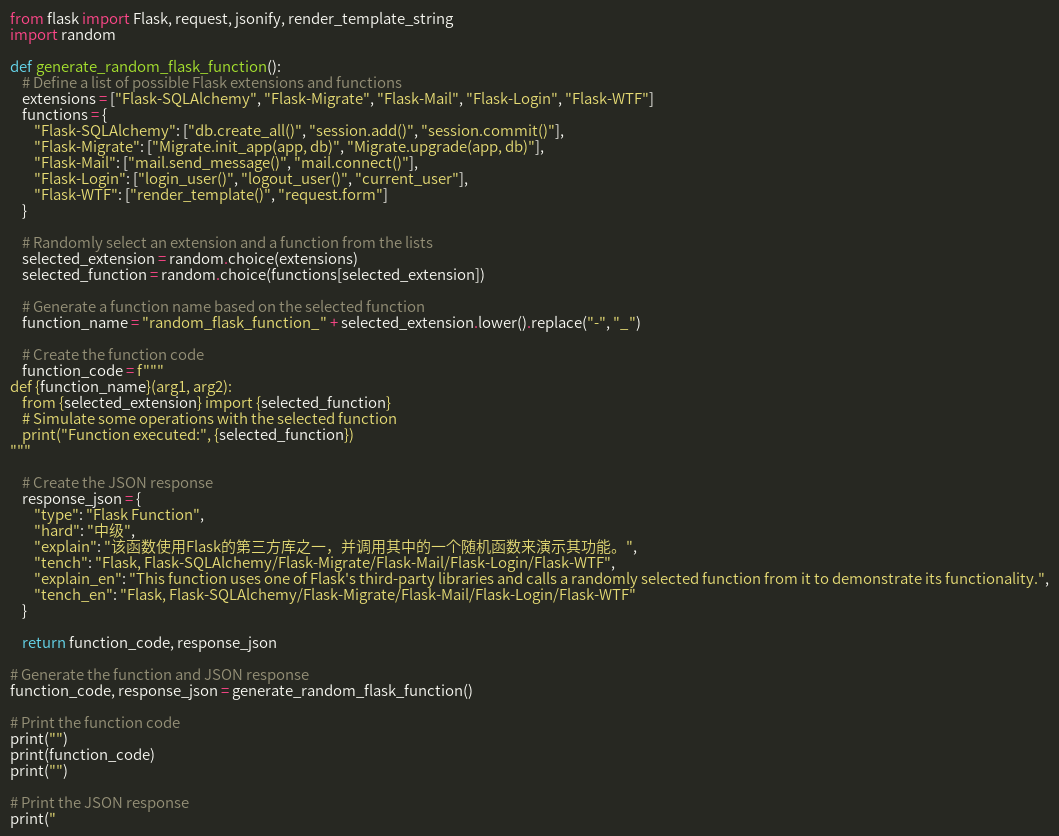 from flask import Flask, request, jsonify, render_template_string
import random

def generate_random_flask_function():
    # Define a list of possible Flask extensions and functions
    extensions = ["Flask-SQLAlchemy", "Flask-Migrate", "Flask-Mail", "Flask-Login", "Flask-WTF"]
    functions = {
        "Flask-SQLAlchemy": ["db.create_all()", "session.add()", "session.commit()"],
        "Flask-Migrate": ["Migrate.init_app(app, db)", "Migrate.upgrade(app, db)"],
        "Flask-Mail": ["mail.send_message()", "mail.connect()"],
        "Flask-Login": ["login_user()", "logout_user()", "current_user"],
        "Flask-WTF": ["render_template()", "request.form"]
    }

    # Randomly select an extension and a function from the lists
    selected_extension = random.choice(extensions)
    selected_function = random.choice(functions[selected_extension])

    # Generate a function name based on the selected function
    function_name = "random_flask_function_" + selected_extension.lower().replace("-", "_")

    # Create the function code
    function_code = f"""
def {function_name}(arg1, arg2):
    from {selected_extension} import {selected_function}
    # Simulate some operations with the selected function
    print("Function executed:", {selected_function})
"""

    # Create the JSON response
    response_json = {
        "type": "Flask Function",
        "hard": "中级",
        "explain": "该函数使用Flask的第三方库之一，并调用其中的一个随机函数来演示其功能。",
        "tench": "Flask, Flask-SQLAlchemy/Flask-Migrate/Flask-Mail/Flask-Login/Flask-WTF",
        "explain_en": "This function uses one of Flask's third-party libraries and calls a randomly selected function from it to demonstrate its functionality.",
        "tench_en": "Flask, Flask-SQLAlchemy/Flask-Migrate/Flask-Mail/Flask-Login/Flask-WTF"
    }

    return function_code, response_json

# Generate the function and JSON response
function_code, response_json = generate_random_flask_function()

# Print the function code
print("")
print(function_code)
print("")

# Print the JSON response
print("